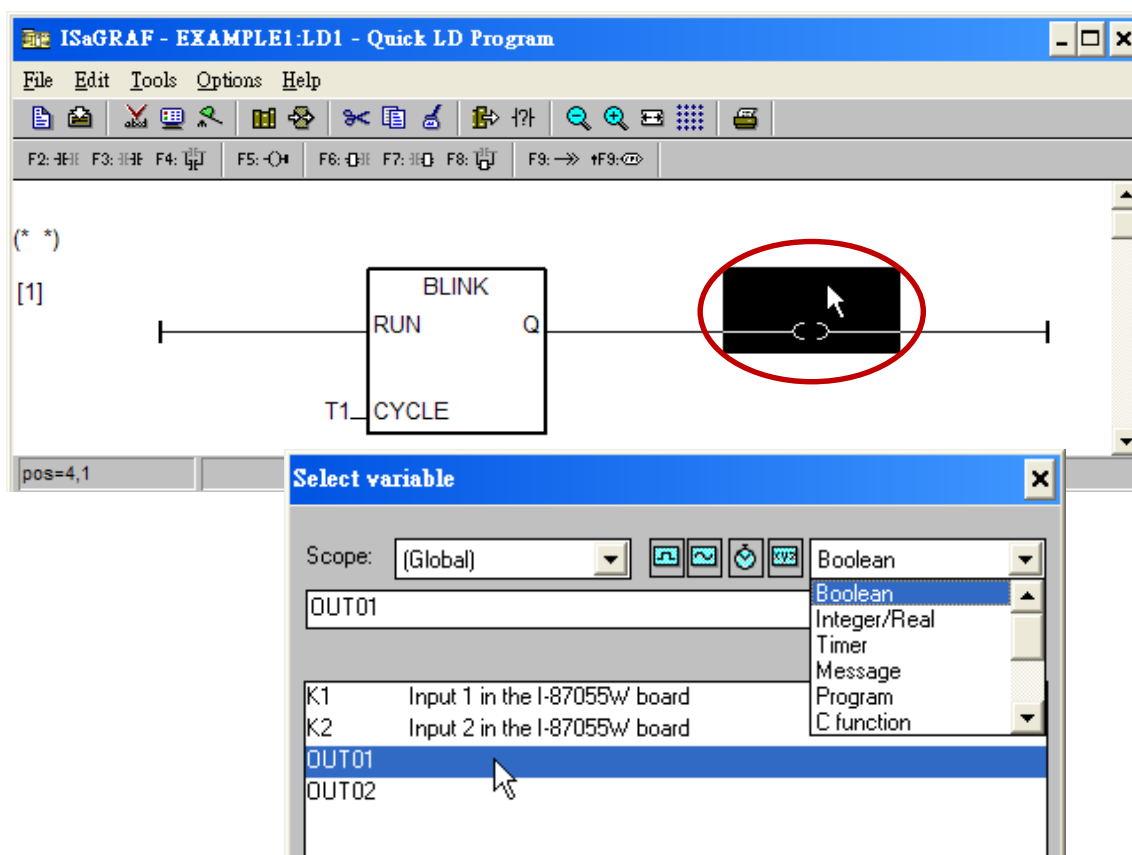 ISaGRAF - EXAMPLE1:LD1 - Quick LD Program
File Edit Tools Options Help
F2: F3: F4: F5: F6: F7: F8: F9: F9:
(* *)
[1]
BLINK
RUN Q
T1 CYCLE
pos=4,1
Select variable
Scope: (Global) xyz Boolean
OUT01
Boolean
Integer/Real
Timer
Message
Program
C function
K1 Input 1 in the I-87055W board
K2 Input 2 in the I-87055W board
OUT01
OUT02